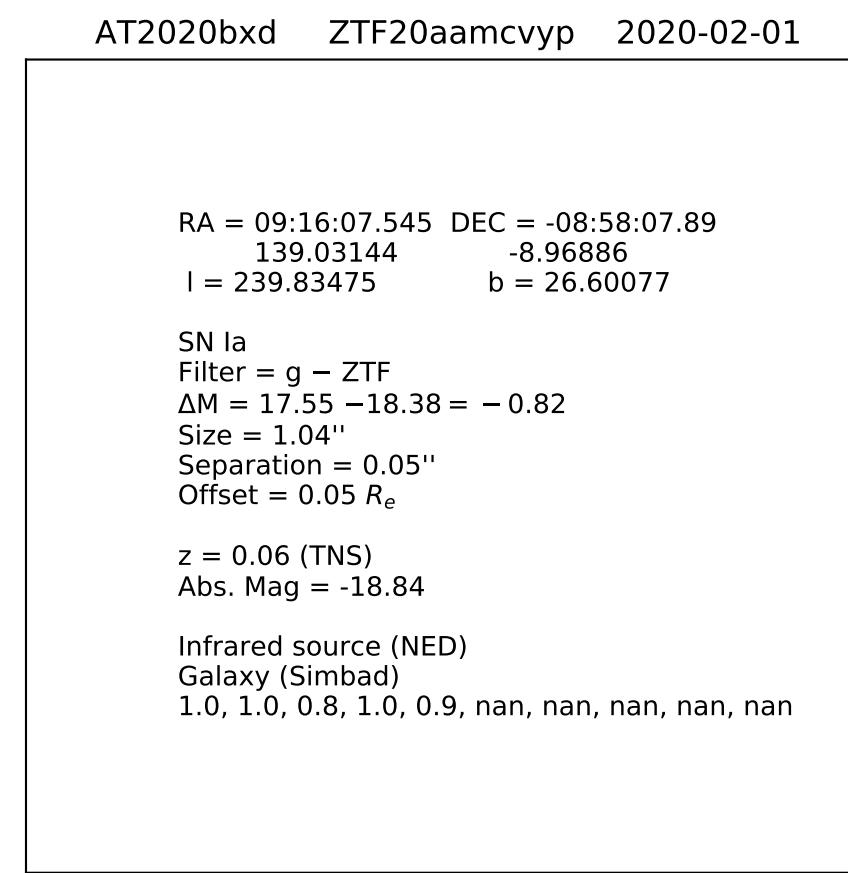 AT2020bxd ZTF20aamcvyp 2020-02-01
RA = 09:16:07.545 DEC = -08:58:07.89
139.03144 -8.96886
l = 239.83475 b = 26.60077
SN Ia
Filter = g − ZTF
ΔM = 17.55 −18.38 = −0.82
Size = 1.04''
Separation = 0.05''
Offset = 0.05 Re
z = 0.06 (TNS)
Abs. Mag = -18.84
Infrared source (NED)
Galaxy (Simbad)
1.0, 1.0, 0.8, 1.0, 0.9, nan, nan, nan, nan, nan